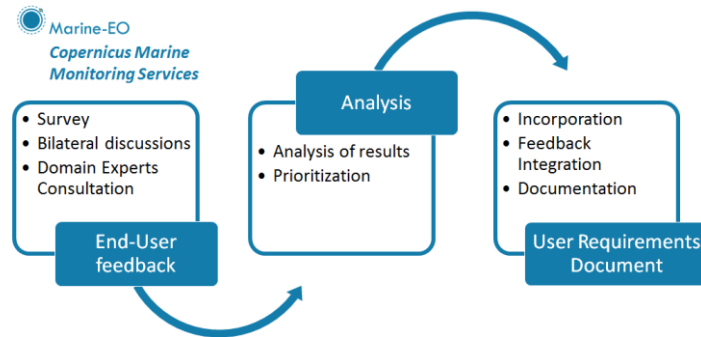 Marine-EO
Copernicus Marine
Monitoring Services
• Survey
• Bilateral discussions
• Domain Experts
Consultation
End-User
feedback
Analysis
• Analysis of results
• Prioritization
• Incorporation
• Feedback
Integration
• Documentation
User Requirements
Document